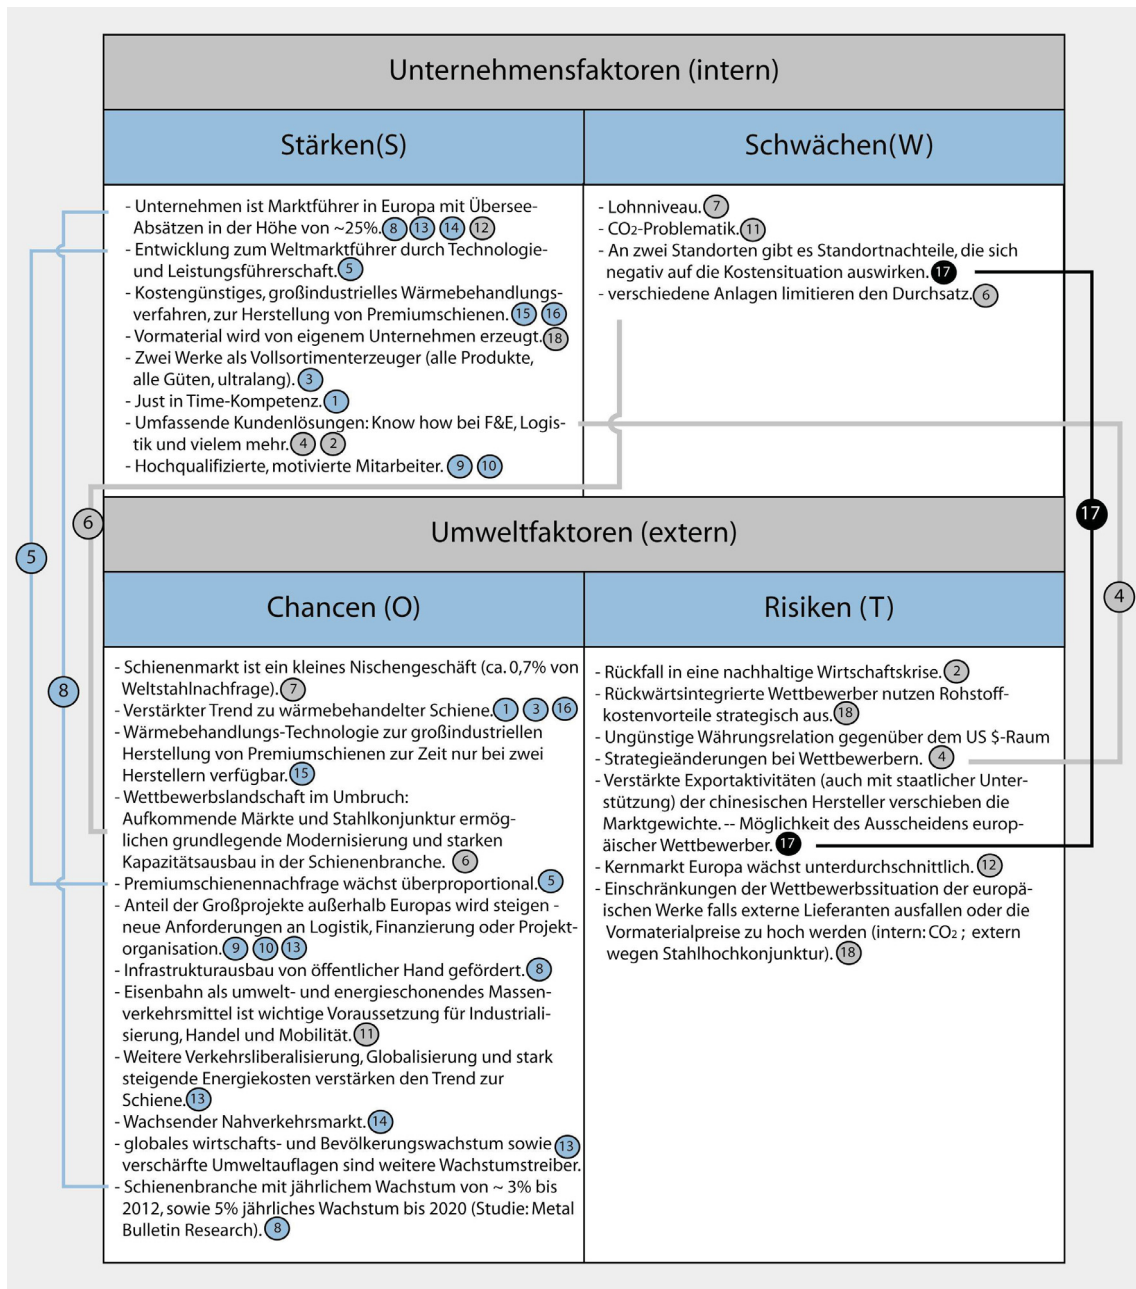 Unternehmensfaktoren (intern)
Stärken(S)
- Unternehmen ist Marktführer in Europa mit Übersee-
Absätzen in der Höhe von ~25%. 8 13 14 12
- Entwicklung zum Weltmarktführer durch Technologie-
und Leistungsführerschaft. 5
- Kostengünstiges, großindustrielles Wärmebehandlungs-
verfahren, zur Herstellung von Premiumschienen. 15 16
- Vormaterial wird von eigenem Unternehmen erzeugt. 18
- Zwei Werke als Vollsortimenterzeuger (alle Produkte,
alle Güten, ultralang). 3
- Just in Time-Kompetenz. 1
- Umfassende Kundenlösungen: Know how bei F&E, Logis-
tik und vielem mehr. 4 2
- Hochqualifizierte, motivierte Mitarbeiter. 9 10
Schwächen(W)
- Lohnniveau. 7
- CO2-Problematik. 11
- An zwei Standorten gibt es Standortnachteile, die sich
negativ auf die Kostensituation auswirken. 17
- verschiedene Anlagen limitieren den Durchsatz. 6
Umweltfaktoren (extern)
Chancen (O)
- Schienenmarkt ist ein kleines Nischengeschäft (ca. 0,7% von
Weltstahlnachfrage). 7
- Verstärkter Trend zu wärmebehandelter Schiene. 1 3 16
- Wärmebehandlungs-Technologie zur großindustriellen
Herstellung von Premiumschienen zur Zeit nur bei zwei
Herstellern verfügbar. 15
- Wettbewerbslandschaft im Umbruch:
Aufkommende Märkte und Stahlkonjunktur ermög-
lichen grundlegende Modernisierung und starken
Kapazitätsausbau in der Schienenbranche. 6
- Premiumschienennachfrage wächst überproportional. 5
- Anteil der Großprojekte außerhalb Europas wird steigen -
neue Anforderungen an Logistik, Finanzierung oder Projekt-
organisation. 9 10 13
- Infrastrukturausbau von öffentlicher Hand gefördert. 8
- Eisenbahn als umwelt- und energieschonendes Massen-
verkehrsmittel ist wichtige Voraussetzung für Industriali-
sierung, Handel und Mobilität. 11
- Weitere Verkehrsliberalisierung, Globalisierung und stark
steigende Energiekosten verstärken den Trend zur
Schiene. 13
- Wachsender Nahverkehrsmarkt. 14
- globales wirtschafts- und Bevölkerungswachstum sowie 13
verschärfte Umweltauflagen sind weitere Wachstumstreiber.
- Schienenbranche mit jährlichem Wachstum von ~ 3% bis
2012, sowie 5% jährliches Wachstum bis 2020 (Studie: Metal
Bulletin Research). 8
Risiken (T)
- Rückfall in eine nachhaltige Wirtschaftskrise. 2
- Rückwärtsintegrierte Wettbewerber nutzen Rohstoff-
kostenvorteile strategisch aus. 18
- Ungünstige Währungsrelation gegenüber dem US $-Raum
- Strategieänderungen bei Wettbewerbern. 4
- Verstärkte Exportaktivitäten (auch mit staatlicher Unter-
stützung) der chinesischen Hersteller verschieben die
Marktgewichte. -- Möglichkeit des Ausscheidens europ-
äischer Wettbewerber. 17
- Kernmarkt Europa wächst unterdurchschnittlich. 12
- Einschränkungen der Wettbewerbssituation der europä-
ischen Werke falls externe Lieferanten ausfallen oder die
Vormaterialpreise zu hoch werden (intern: CO2 ; extern
wegen Stahlhochkonjunktur). 18
6
5
8
17
4